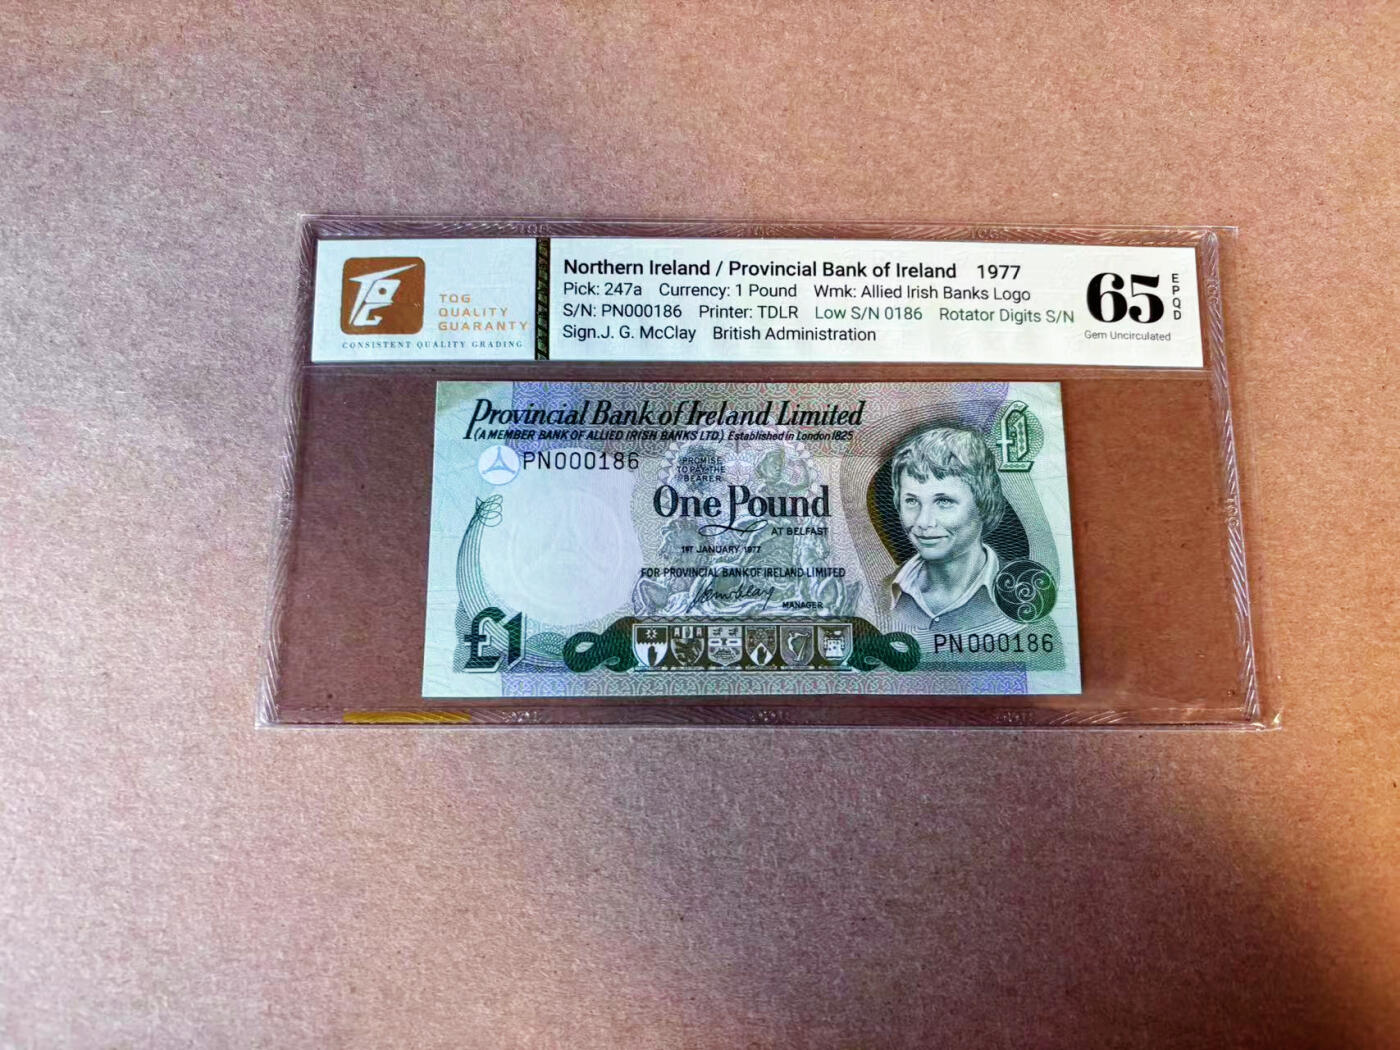 TQG
QUALITY
GUARANTY
CONSISTENT QUALITY GRADING
Northern Ireland / Provincial Bank of Ireland 1977
Pick: 247a Currency: 1 Pound Wmk: Allied Irish Banks Logo
S/N: PN000186 Printer: TDLR Low S/N 0186 Rotator Digits S/N
Sign.J. G. McClay British Administration
65
EPQD
Gem Uncirculated
Provincial Bank of Ireland Limited
(A MEMBER BANK OF ALLIED IRISH BANKS LTD.) Established in London 1825
£1
PN000186
PROMISE
TO PAY THE
BEARER
One Pound
AT BELFAST
1ST JANUARY 1977
FOR PROVINCIAL BANK OF IRELAND LIMITED
MANAGER
£1
PN000186